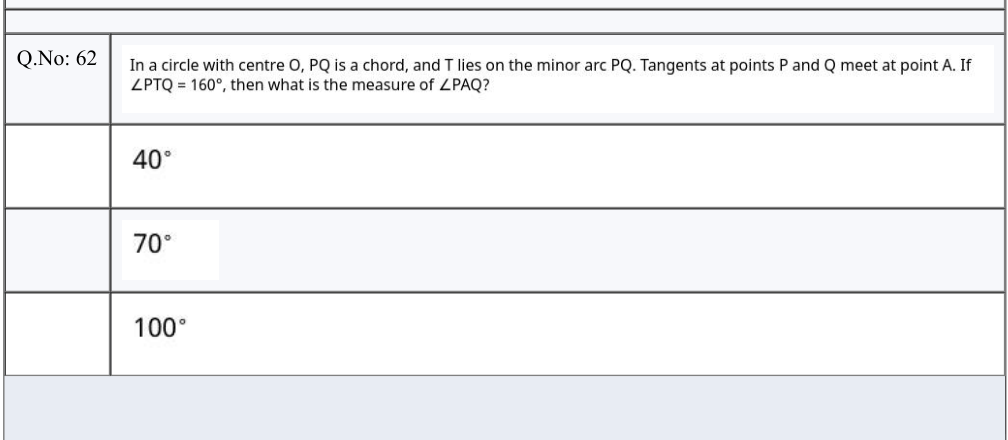 Q.No: 62
In a circle with centre O, PQ is a chord, and T lies on the minor arc PQ. Tangents at points P and Q meet at point A. If
∠PTQ = 160°, then what is the measure of ∠PAQ?
40°
70°
100°